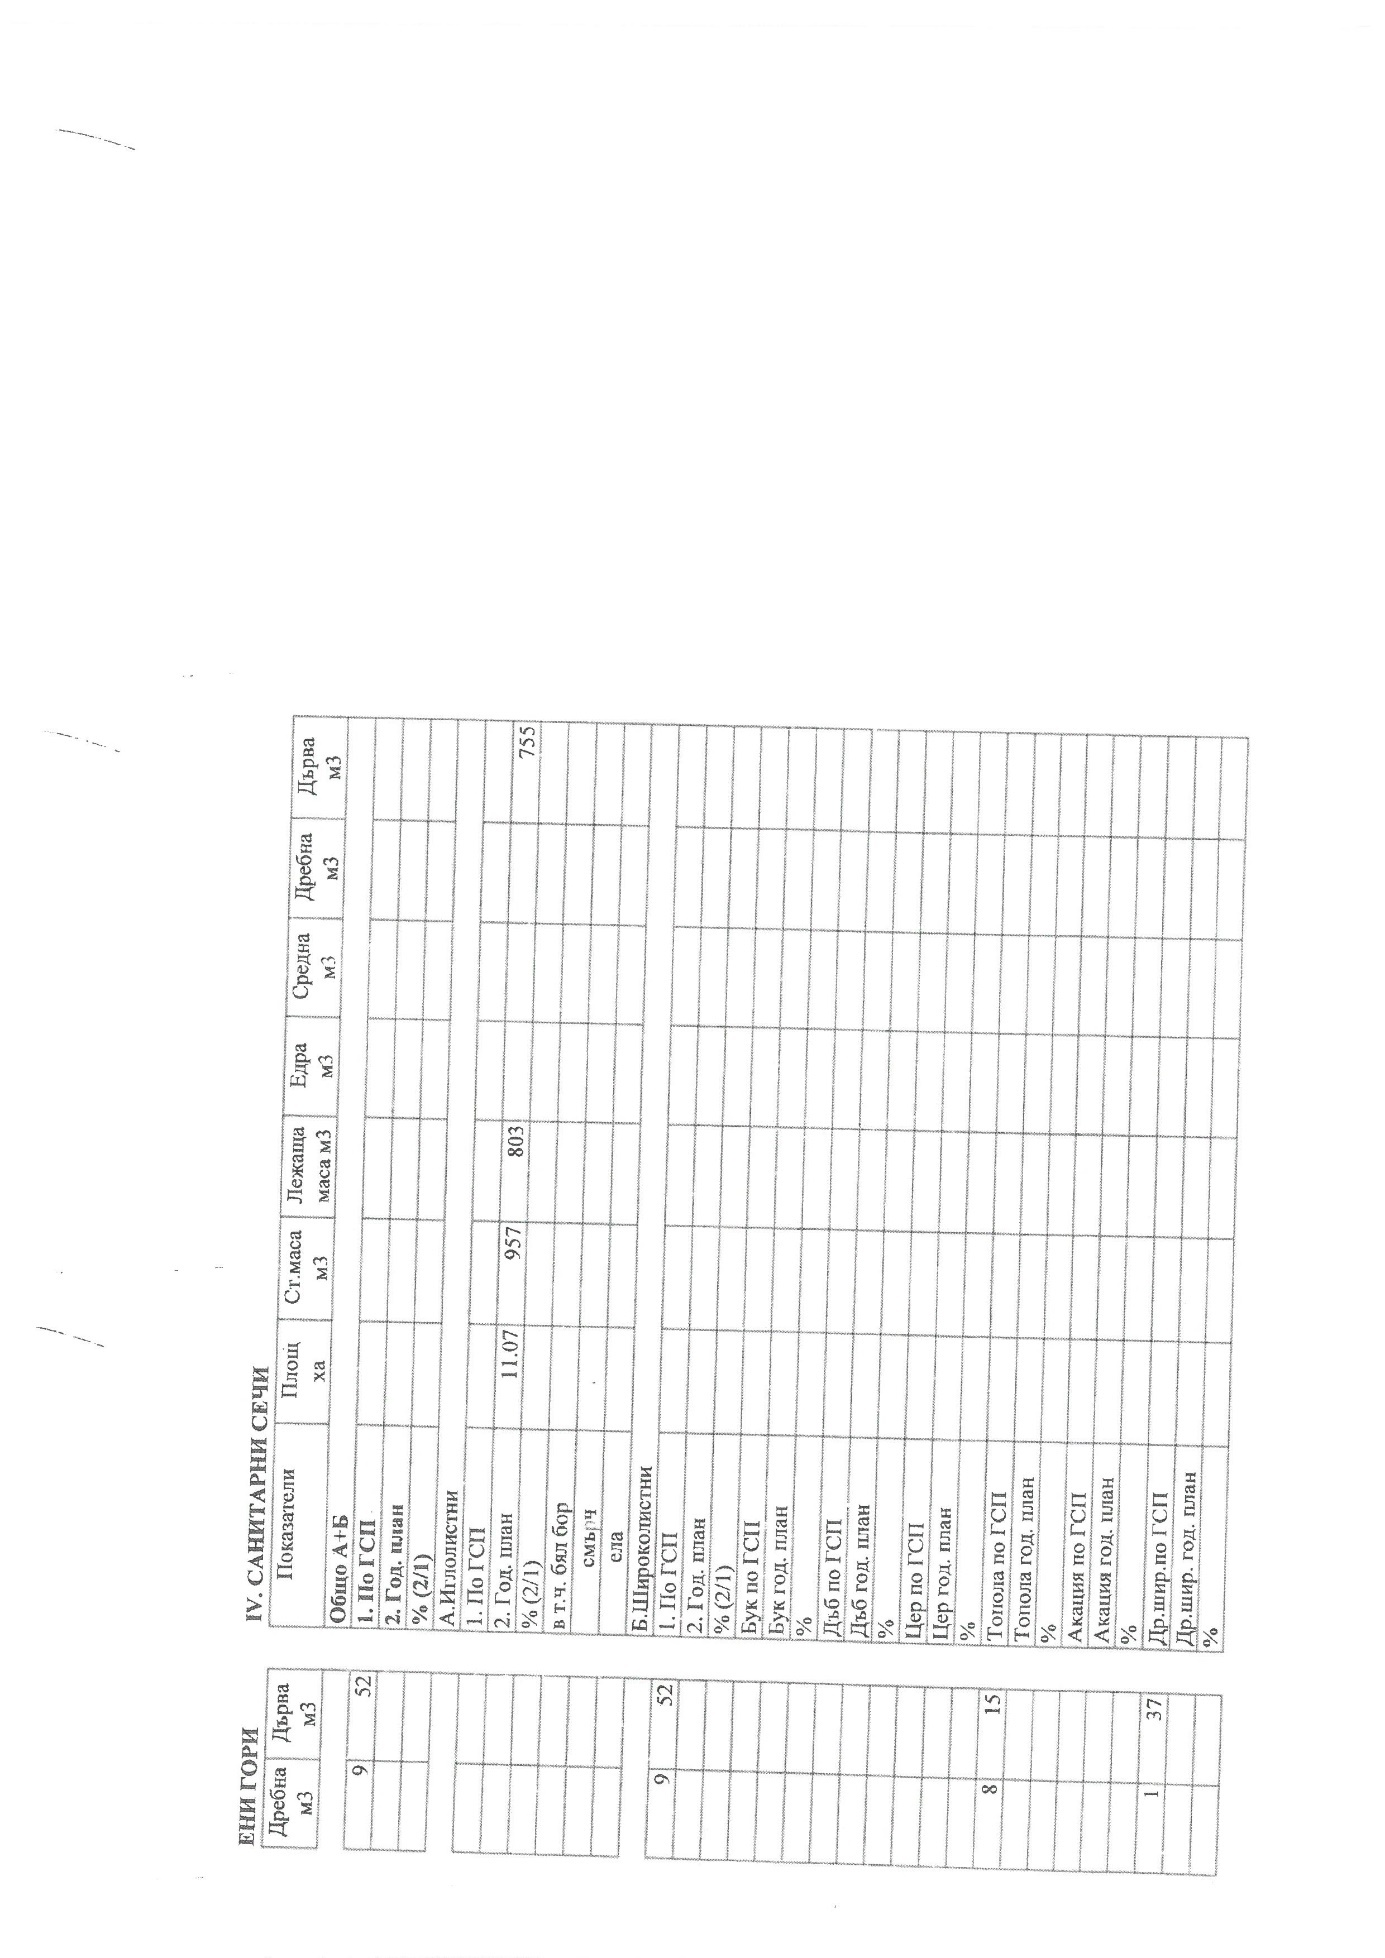 ЕНИ ГОРИ
Дребна м3 Дърва м3
9 52
9 52
8 15
1 37
IV. САНИТАРНИ СЕЧИ
Показатели Площ ха Ст.маса м3 Лежаща маса м3 Едра м3 Средна м3 Дребна м3 Дърва м3
Общо А+Б
1. По ГСП
2. Год. план
% (2/1)
А.Иглолистни
1. По ГСП
2. Год. план 11.07 957 803 755
% (2/1)
в т.ч. бял бор
смърч
ела
Б.Широколистни
1. По ГСП
2. Год. план
% (2/1)
Бук по ГСП
Бук год. план
%
Дъб по ГСП
Дъб год. план
%
Цер по ГСП
Цер год. план
%
Топола по ГСП
Топола год. план
%
Акация по ГСП
Акация год. план
%
Др.шир.по ГСП
Др.шир. год. план
%